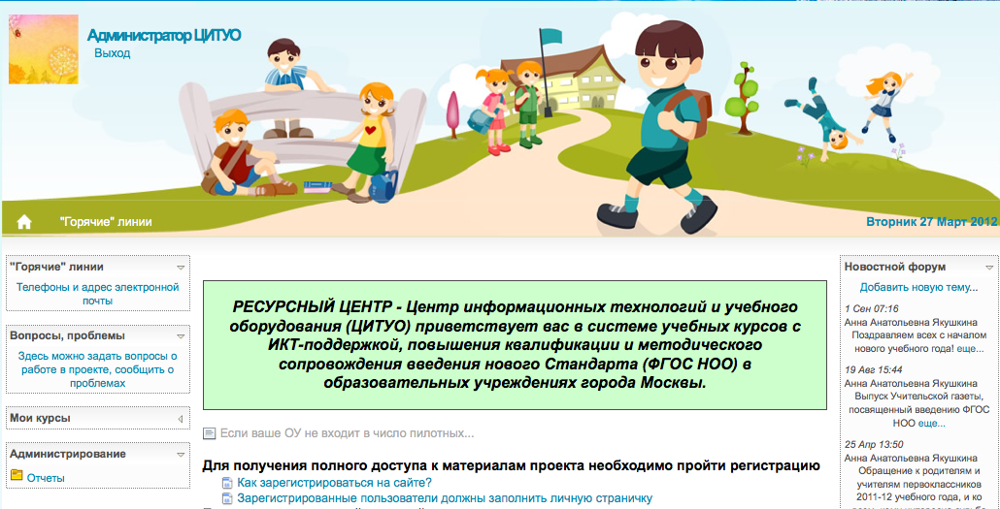 Администратор ЦИТУО
Выход
"Горячие" линии
Вторник 27 Март 2012
"Горячие" линии
Телефоны и адрес электронной
почты
Вопросы, проблемы
Здесь можно задать вопросы о
работе в проекте, сообщить о
проблемах
Мои курсы
Администрирование
Отчеты
РЕСУРСНЫЙ ЦЕНТР - Центр информационных технологий и учебного
оборудования (ЦИТУО) приветствует вас в системе учебных курсов с
ИКТ-поддержкой, повышения квалификации и методического
сопровождения введения нового Стандарта (ФГОС НОО) в
образовательных учреждениях города Москвы.
Если ваше ОУ не входит в число пилотных...
Для получения полного доступа к материалам проекта необходимо пройти регистрацию
Как зарегистрироваться на сайте?
Зарегистрированные пользователи должны заполнить личную страничку
Новостной форум
Добавить новую тему...
1 Сен 07:16
Анна Анатольевна Якушкина
Поздравляем всех с началом
нового учебного года! еще...
19 Авг 15:44
Анна Анатольевна Якушкина
Выпуск Учительской газеты,
посвященный введению ФГОС
НОО еще...
25 Апр 13:50
Анна Анатольевна Якушкина
Обращение к родителям и
учителям первоклассников
2011-12 учебного года, и ко